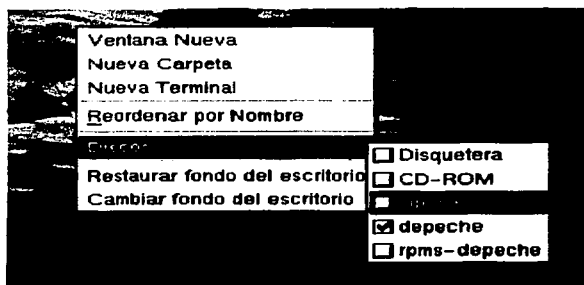 Ventana Nueva
Nueva Carpeta
Nueva Terminal
Reordenar por Nombre
Restaurar fondo del escritorio
Cambiar fondo del escritorio
Disquetera
CD-ROM
depeche
rpms-depeche